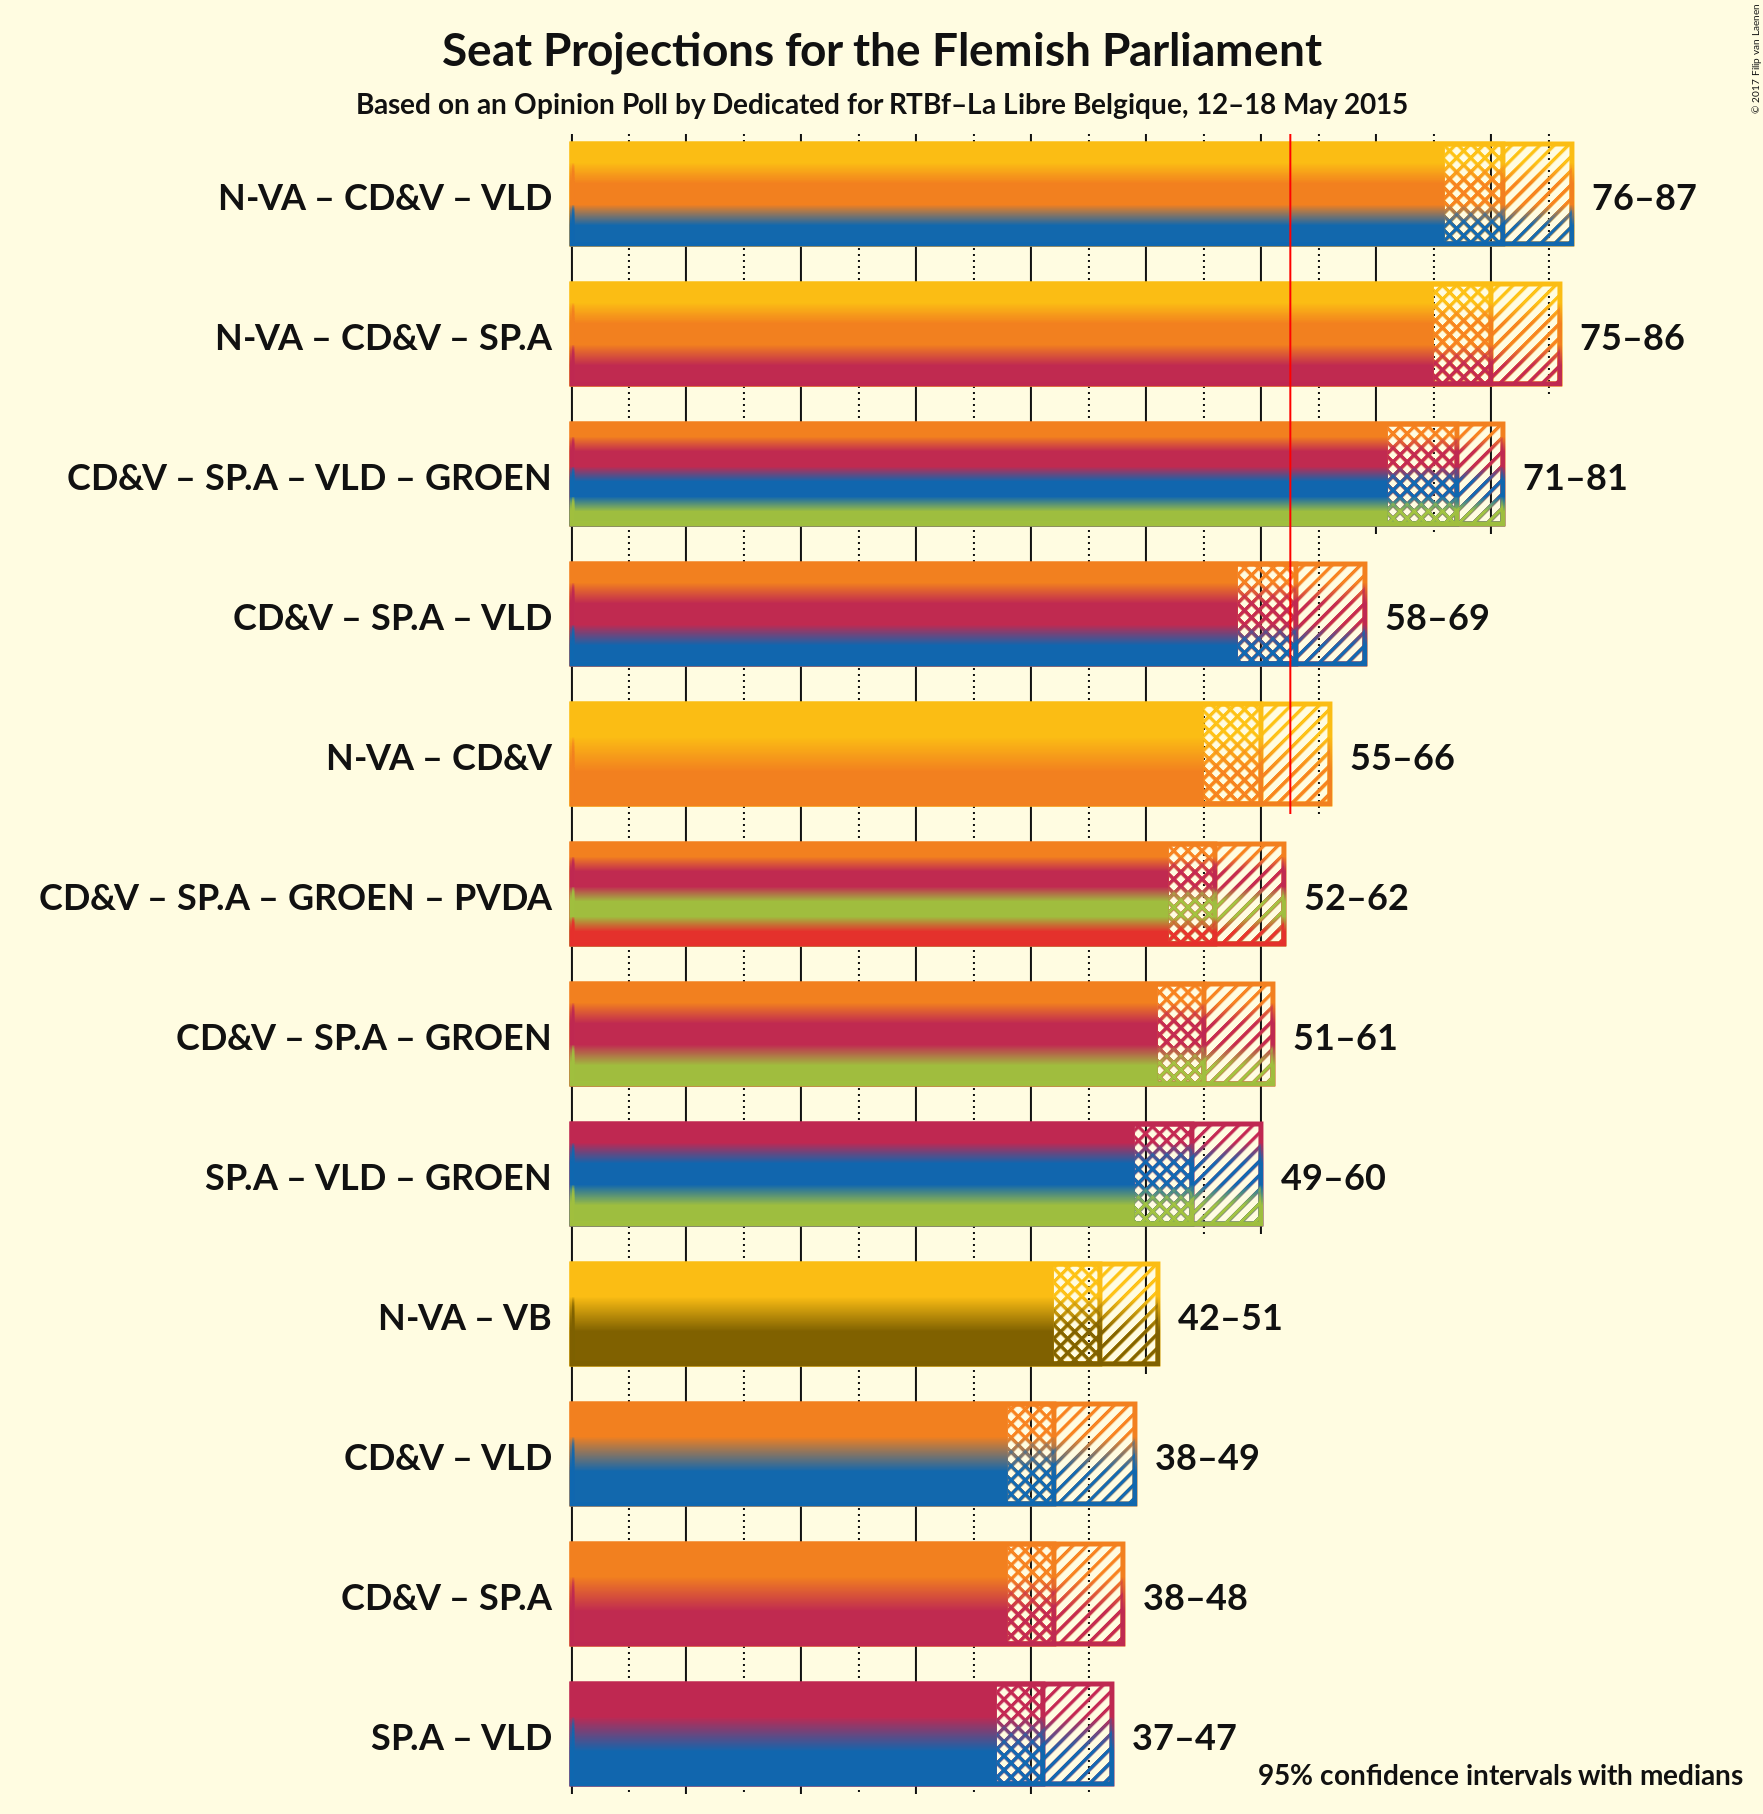 Seat Projections for the Flemish Parliament
Based on an Opinion Poll by Dedicated for RTBf–La Libre Belgique, 12–18 May 2015
© 2017 Filip van Laenen
N-VA – CD&V – VLD 76–87
N-VA – CD&V – SP.A 75–86
CD&V – SP.A – VLD – GROEN 71–81
CD&V – SP.A – VLD 58–69
N-VA – CD&V 55–66
CD&V – SP.A – GROEN – PVDA 52–62
CD&V – SP.A – GROEN 51–61
SP.A – VLD – GROEN 49–60
N-VA – VB 42–51
CD&V – VLD 38–49
CD&V – SP.A 38–48
SP.A – VLD 37–47
95% confidence intervals with medians